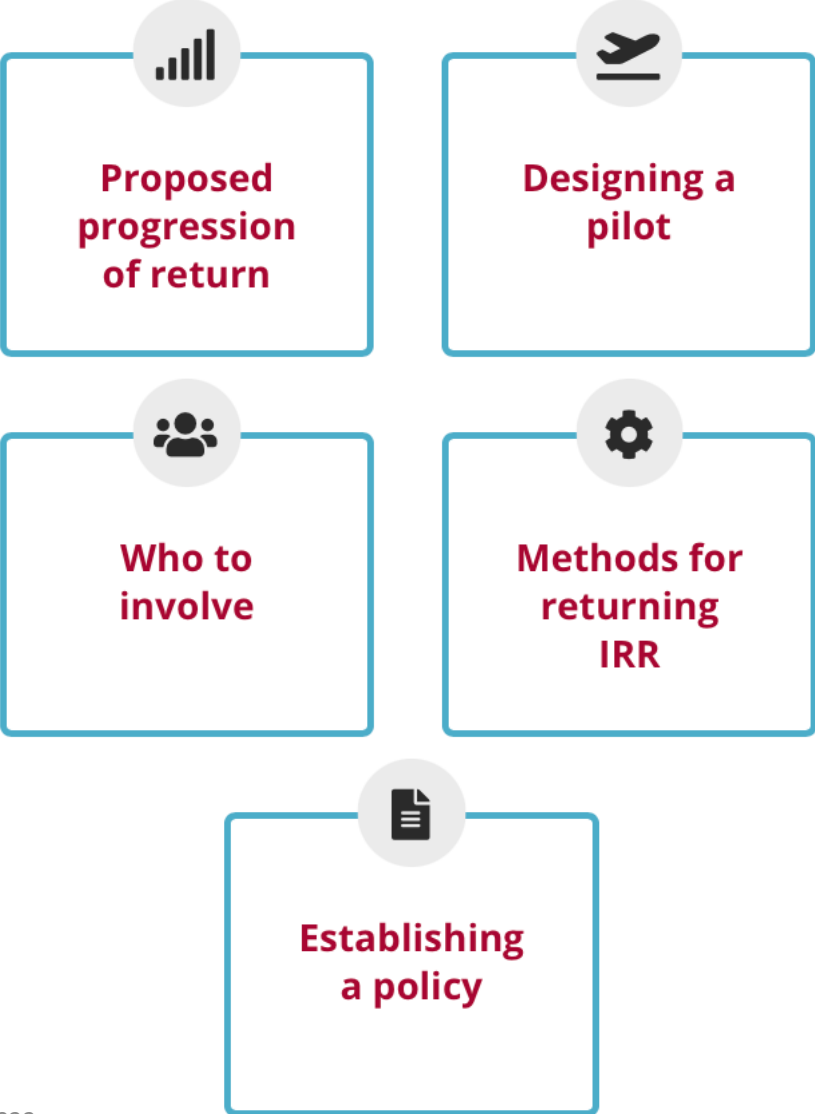 Proposed
progression
of return
Designing a
pilot
Who to
involve
Methods for
returning
IRR
Establishing
a policy